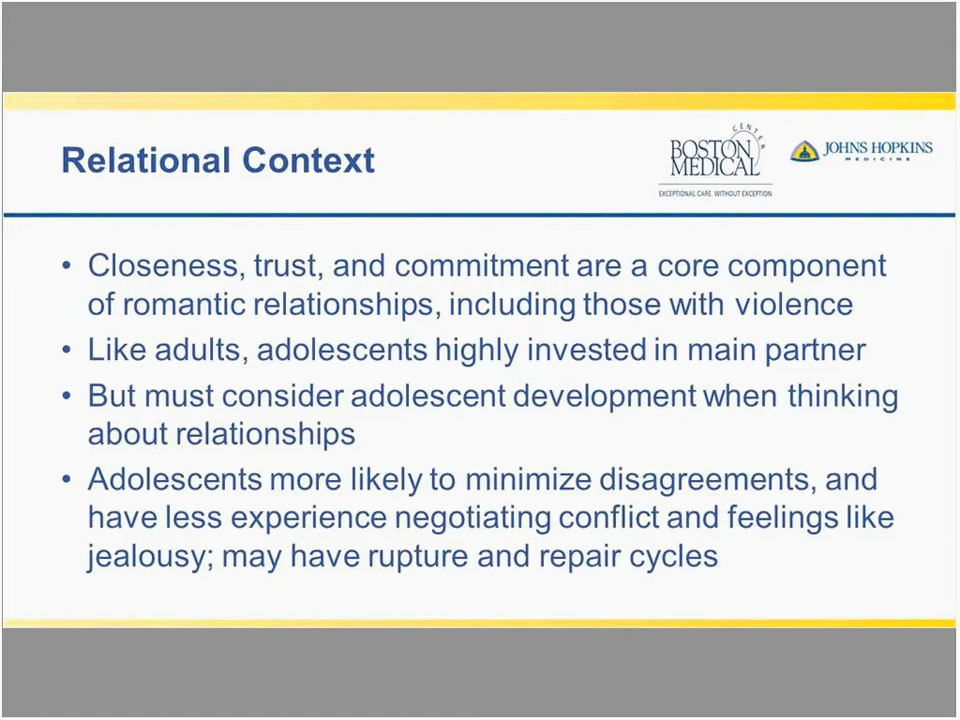 Relational Context
BOSTON
MEDICAL
CENTER
EXCEPTIONAL CARE. WITHOUT EXCEPTION.
JOHNS HOPKINS
MEDICINE
• Closeness, trust, and commitment are a core component
of romantic relationships, including those with violence
• Like adults, adolescents highly invested in main partner
• But must consider adolescent development when thinking
about relationships
• Adolescents more likely to minimize disagreements, and
have less experience negotiating conflict and feelings like
jealousy; may have rupture and repair cycles